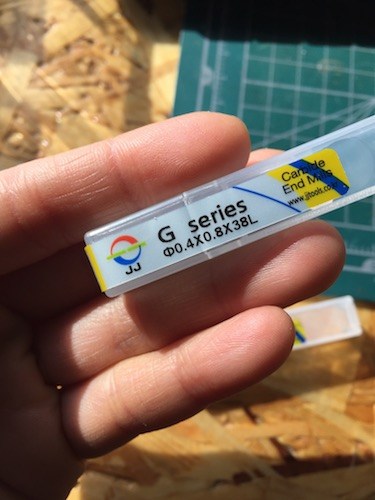 JJ
G series
Φ0.4X0.8X38L
Carbide
End Mills
www.jjtools.com